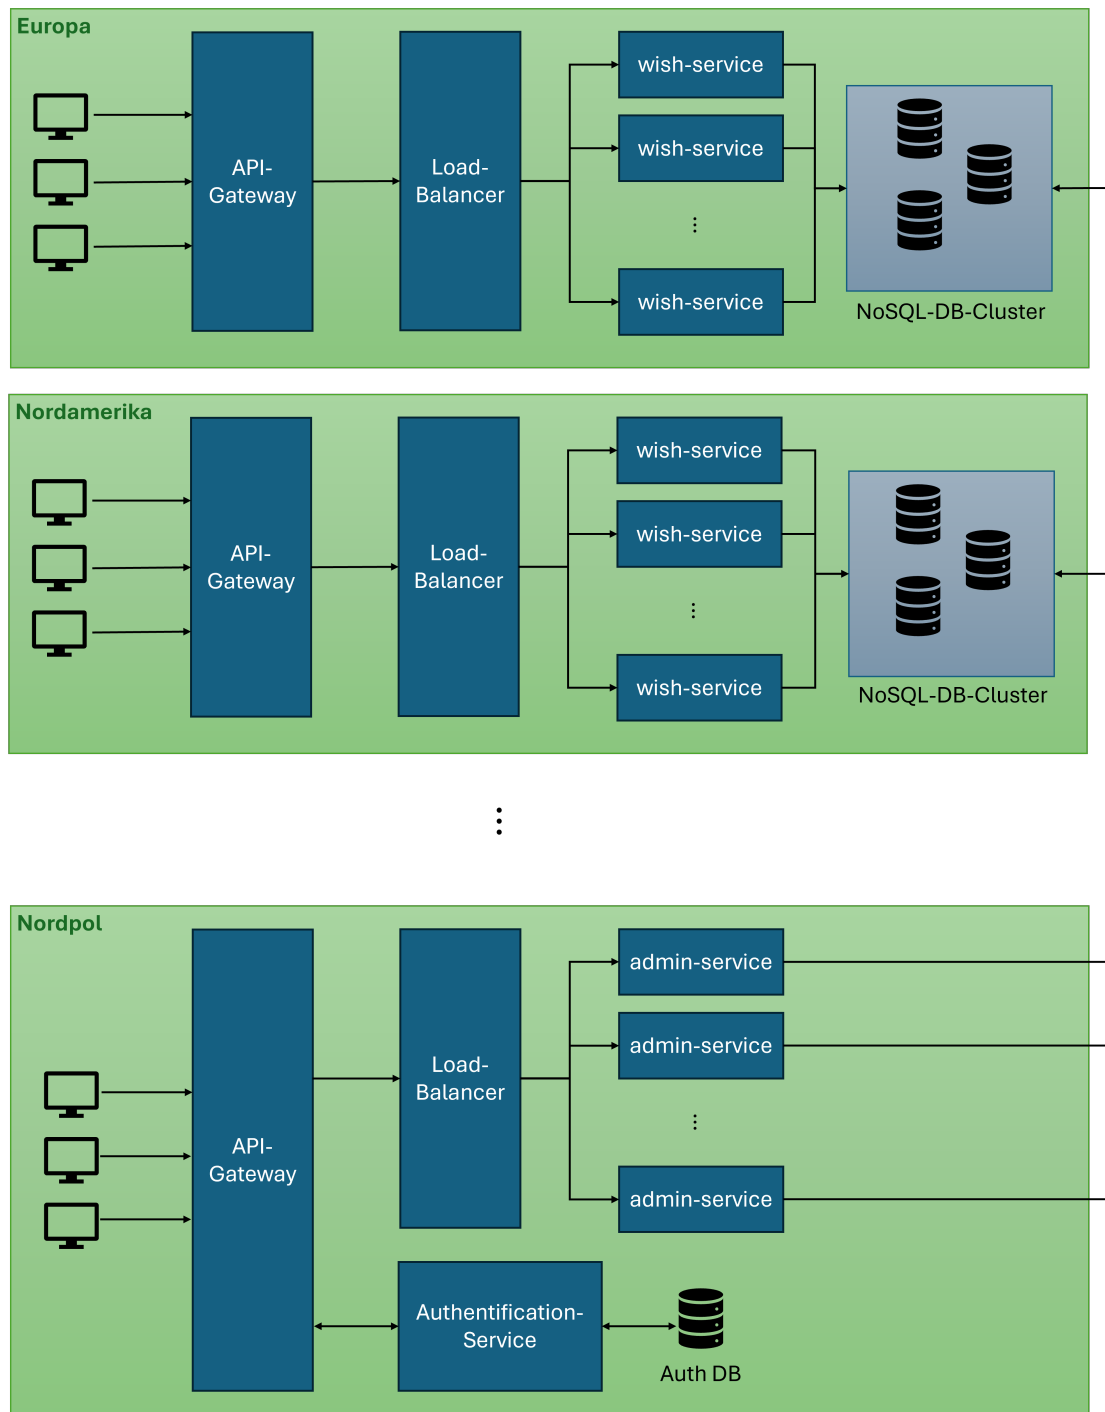 Europa
API-
Gateway
Load-
Balancer
wish-service
wish-service
⋮
wish-service
NoSQL-DB-Cluster
Nordamerika
API-
Gateway
Load-
Balancer
wish-service
wish-service
⋮
wish-service
NoSQL-DB-Cluster
⋮
Nordpol
API-
Gateway
Load-
Balancer
admin-service
admin-service
⋮
admin-service
Authentification-
Service
Auth DB